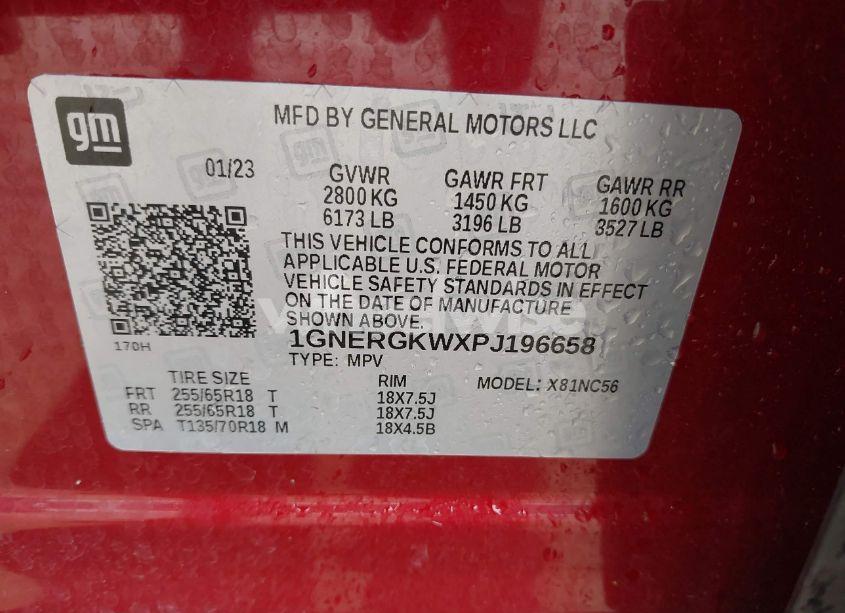 gm
MFD BY GENERAL MOTORS LLC
01/23
GVWR GAWR FRT GAWR RR
2800 KG 1450 KG 1600 KG
6173 LB 3196 LB 3527 LB
THIS VEHICLE CONFORMS TO ALL
APPLICABLE U.S. FEDERAL MOTOR
VEHICLE SAFETY STANDARDS IN EFFECT
ON THE DATE OF MANUFACTURE
SHOWN ABOVE.
170H
1GNERGKWXPJ196658
TYPE: MPV
TIRE SIZE RIM MODEL: X81NC56
FRT 255/65R18 T 18X7.5J
RR 255/65R18 T 18X7.5J
SPA T135/70R18 M 18X4.5B